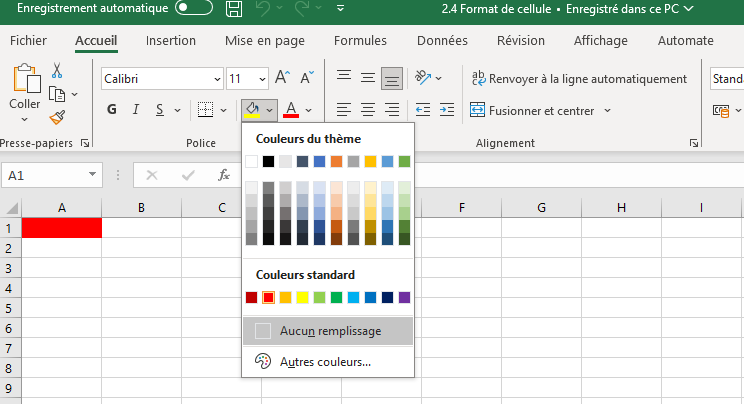 Enregistrement automatique
2.4 Format de cellule • Enregistré dans ce PC
Fichier Accueil Insertion Mise en page Formules Données Révision Affichage Automate
Coller
Calibri 11 A A
ab Renvoyer à la ligne automatiquement
Stand
G I S A
Fusionner et centrer
Presse-papiers Police Alignement
A1 fx
Couleurs du thème
Couleurs standard
Aucun remplissage
Autres couleurs...
A B C F G H I
1
2
3
4
5
6
7
8
9